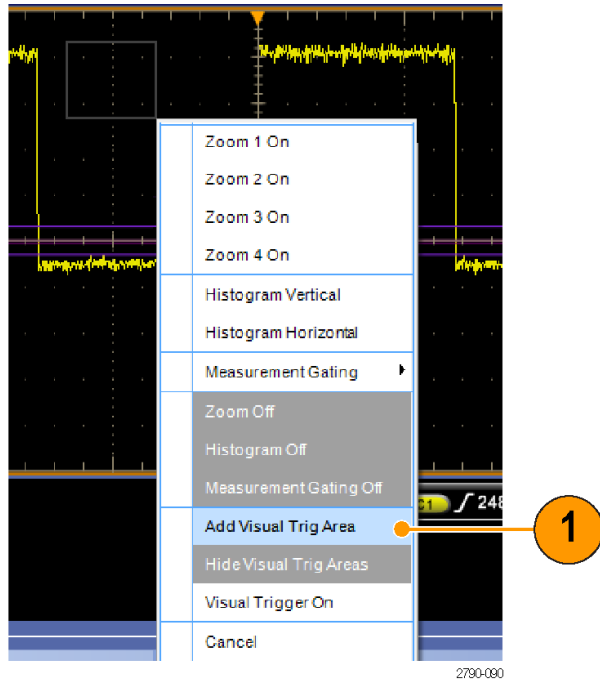 Zoom 1 On
Zoom 2 On
Zoom 3 On
Zoom 4 On
Histogram Vertical
Histogram Horizontal
Measurement Gating
Zoom Off
Histogram Off
Measurement Gating Off
C1 248
Add Visual Trig Area
1
Hide Visual Trig Areas
Visual Trigger On
Cancel
2790-090